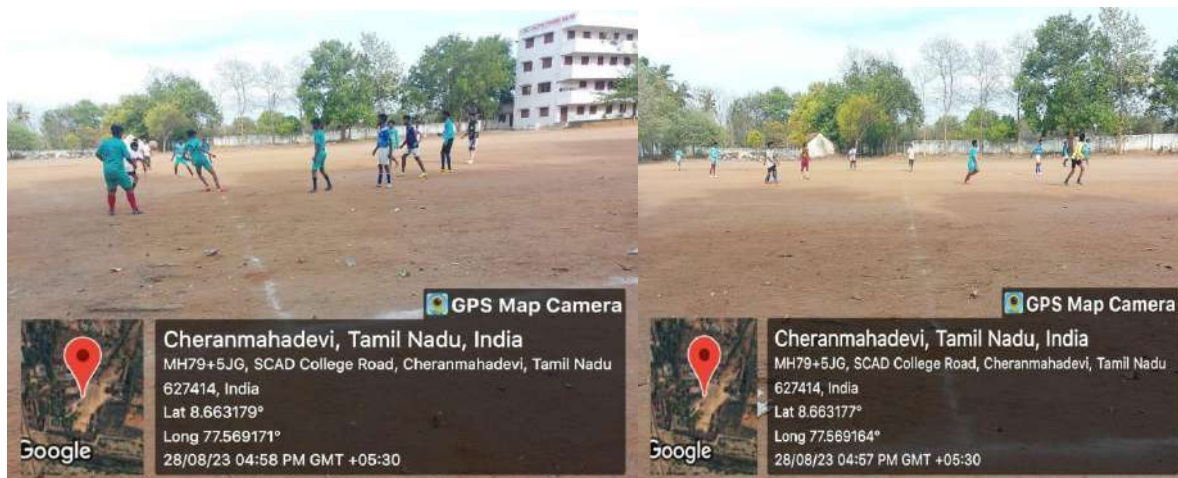 GPS Map Camera
Cheranmahadevi, Tamil Nadu, India
MH79+5JG, SCAD College Road, Cheranmahadevi, Tamil Nadu
627414, India
Lat 8.663179°
Long 77.569171°
28/08/23 04:58 PM GMT +05:30
Google
GPS Map Camera
Cheranmahadevi, Tamil Nadu, India
MH79+5JG, SCAD College Road, Cheranmahadevi, Tamil Nadu
627414, India
Lat 8.663177°
Long 77.569164°
28/08/23 04:57 PM GMT +05:30
Google